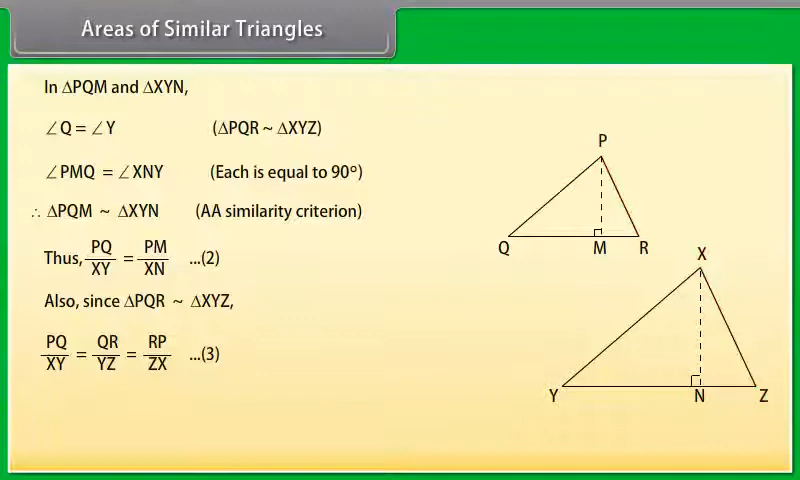 Areas of Similar Triangles
In ∆PQM and ∆XYN,
∠Q = ∠Y (∆PQR ~ ∆XYZ)
∠PMQ = ∠XNY (Each is equal to 90º)
∴ ∆PQM ~ ∆XYN (AA similarity criterion)
Thus, PQ/XY = PM/XN ...(2)
Also, since ∆PQR ~ ∆XYZ,
PQ/XY = QR/YZ = RP/ZX ...(3)
P
Q M R
X
Y N Z